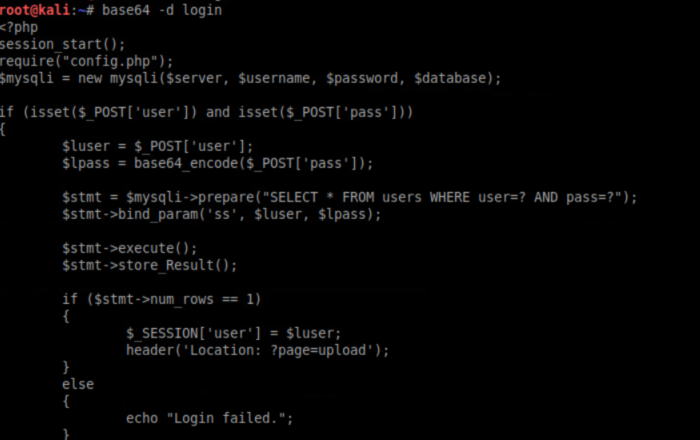 root@kali:~# base64 -d login
<?php
session_start();
require("config.php");
$mysqli = new mysqli($server, $username, $password, $database);
if (isset($_POST['user']) and isset($_POST['pass']))
{
$luser = $_POST['user'];
$lpass = base64_encode($_POST['pass']);
$stmt = $mysqli->prepare("SELECT * FROM users WHERE user=? AND pass=?");
$stmt->bind_param('ss', $luser, $lpass);
$stmt->execute();
$stmt->store_Result();
if ($stmt->num_rows == 1)
{
$_SESSION['user'] = $luser;
header('Location: ?page=upload');
}
else
{
echo "Login failed.";
}